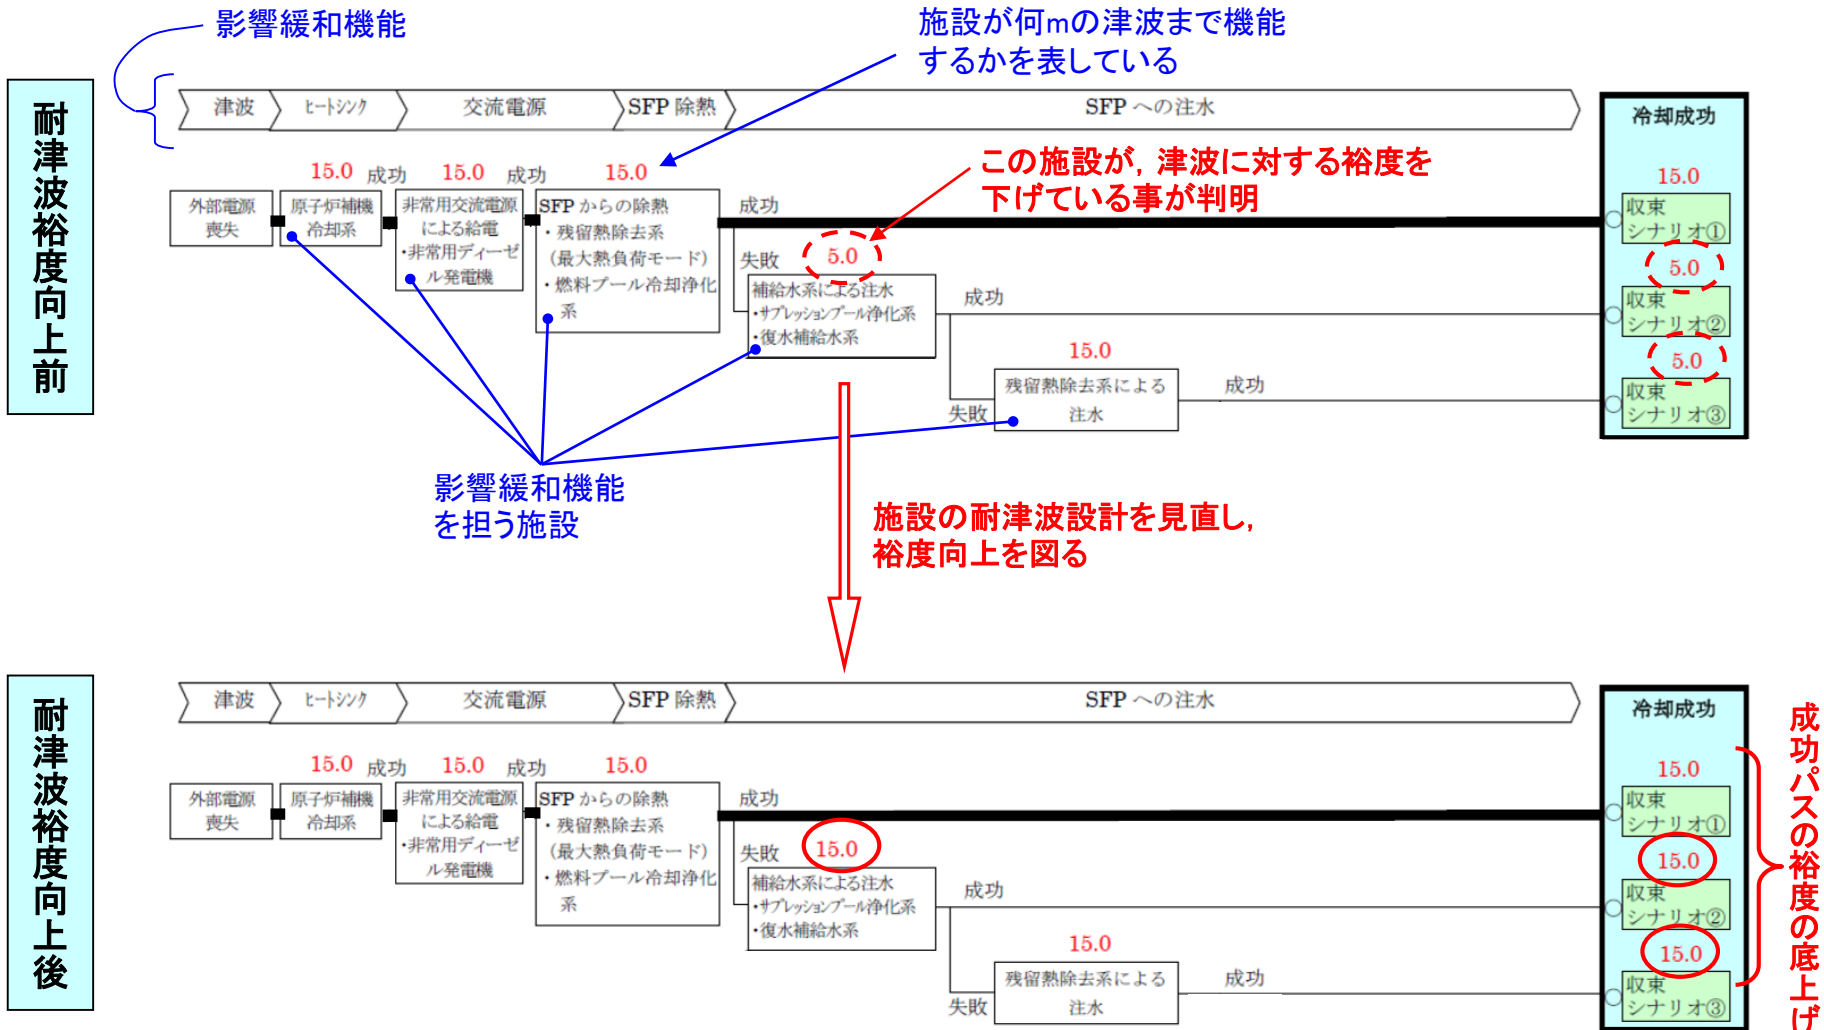 影響緩和機能
施設が何mの津波まで機能
するかを表している
耐津波裕度向上前
津波
ヒートシンク
交流電源
SFP 除熱
SFP への注水
冷却成功
15.0
成功
15.0
成功
15.0
この施設が，津波に対する裕度を
下げている事が判明
15.0
外部電源
喪失
原子炉補機
冷却系
非常用交流電源
による給電
・非常用ディーゼ
ル発電機
SFP からの除熱
・残留熱除去系
（最大熱負荷モード）
・燃料プール冷却浄化
系
成功
収束
シナリオ①
失敗
5.0
5.0
補給水系による注水
・サプレッションプール浄化系
・復水補給水系
成功
収束
シナリオ②
15.0
5.0
残留熱除去系による
注水
失敗
成功
収束
シナリオ③
影響緩和機能
を担う施設
施設の耐津波設計を見直し，
裕度向上を図る
耐津波裕度向上後
津波
ヒートシンク
交流電源
SFP 除熱
SFP への注水
冷却成功
15.0
成功
15.0
成功
15.0
15.0
外部電源
喪失
原子炉補機
冷却系
非常用交流電源
による給電
・非常用ディーゼ
ル発電機
SFP からの除熱
・残留熱除去系
（最大熱負荷モード）
・燃料プール冷却浄化
系
成功
収束
シナリオ①
失敗
15.0
15.0
補給水系による注水
・サプレッションプール浄化系
・復水補給水系
成功
収束
シナリオ②
15.0
15.0
残留熱除去系による
注水
失敗
成功
収束
シナリオ③
成功パスの裕度の底上げ